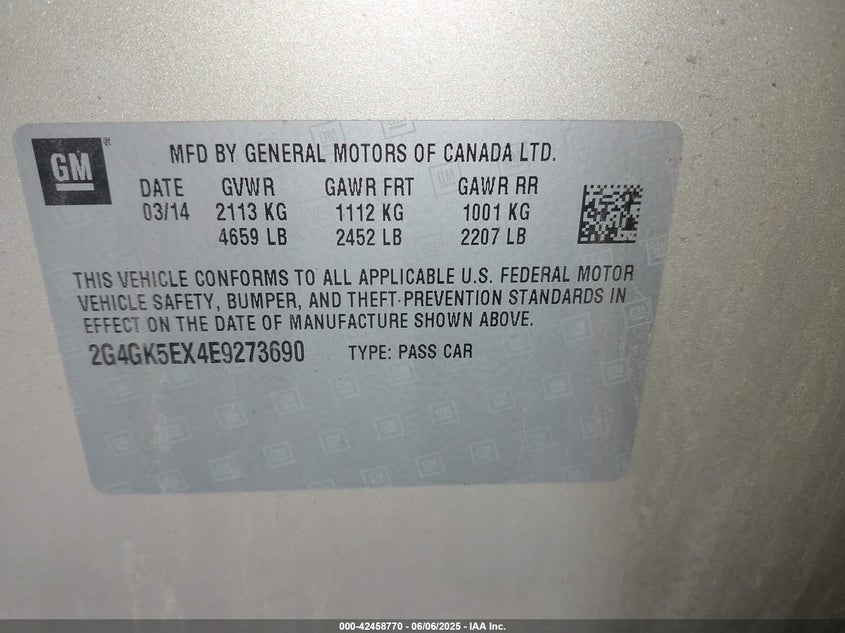 GM ®
MFD BY GENERAL MOTORS OF CANADA LTD.
DATE GVWR GAWR FRT GAWR RR
03/14 2113 KG 1112 KG 1001 KG
4659 LB 2452 LB 2207 LB
THIS VEHICLE CONFORMS TO ALL APPLICABLE U.S. FEDERAL MOTOR
VEHICLE SAFETY, BUMPER, AND THEFT-PREVENTION STANDARDS IN
EFFECT ON THE DATE OF MANUFACTURE SHOWN ABOVE.
2G4GK5EX4E9273690 TYPE: PASS CAR
000-42458770 - 06/06/2025 - IAA Inc.